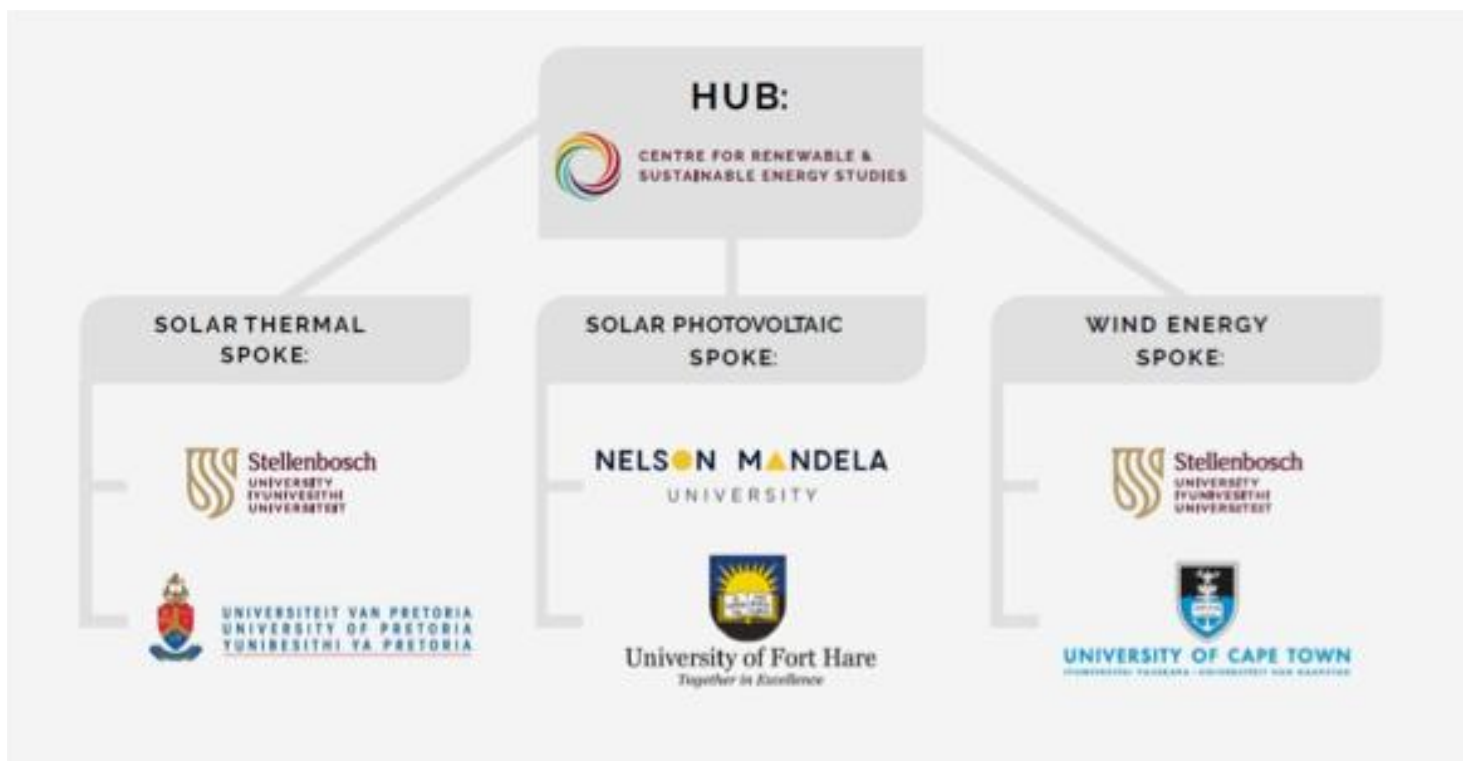 HUB:
CENTRE FOR RENEWABLE &
SUSTAINABLE ENERGY STUDIES
SOLAR THERMAL
SPOKE:
Stellenbosch
UNIVERSITY
IYUNIVESITHI
UNIVERSITEIT
UNIVERSITEIT VAN PRETORIA
UNIVERSITY OF PRETORIA
YUNIBESITHI YA PRETORIA
SOLAR PHOTOVOLTAIC
SPOKE:
NELSON MANDELA
UNIVERSITY
University of Fort Hare
Together in Excellence
WIND ENERGY
SPOKE:
Stellenbosch
UNIVERSITY
IYUNIVESITHI
UNIVERSITEIT
UNIVERSITY OF CAPE TOWN